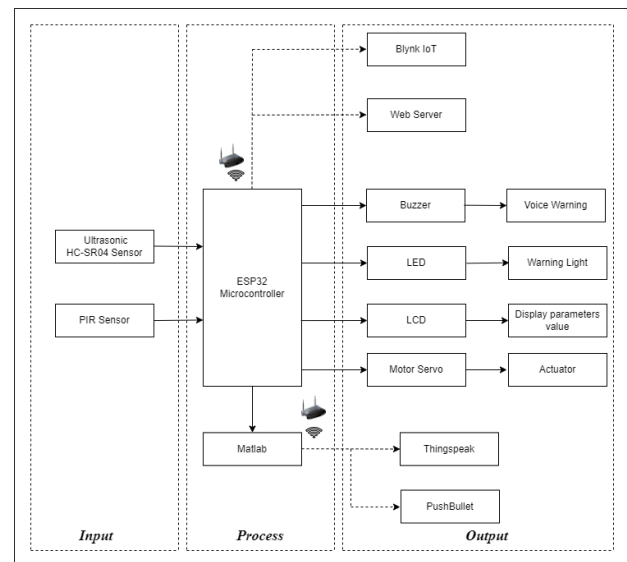 Blynk IoT
Web Server
Ultrasonic
HC-SR04 Sensor
PIR Sensor
ESP32
Microcontroller
Buzzer
Voice Warning
LED
Warning Light
LCD
Display parameters
value
Motor Servo
Actuator
Matlab
Thingspeak
PushBullet
Input
Process
Output